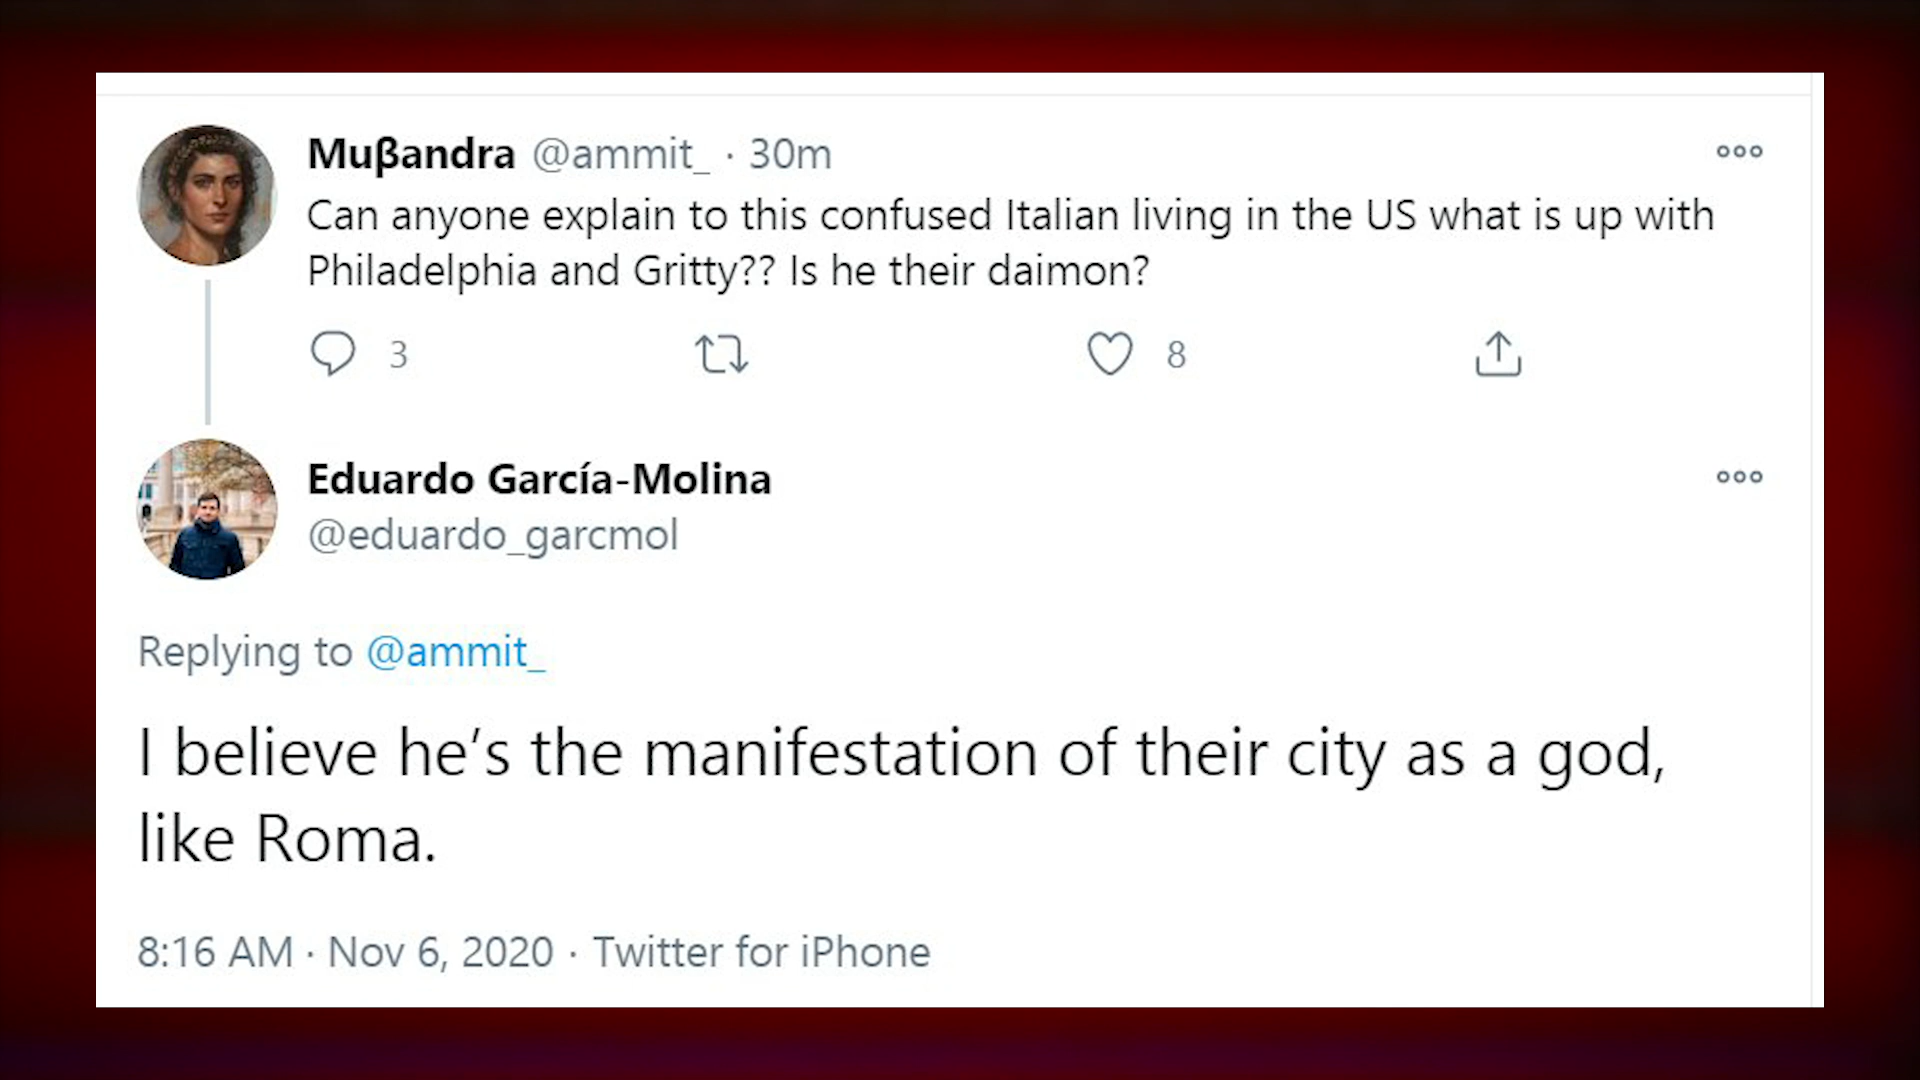 Muβandra @ammit_ · 30m
Can anyone explain to this confused Italian living in the US what is up with
Philadelphia and Gritty?? Is he their daimon?
3 8
Eduardo García-Molina
@eduardo_garcmol
Replying to @ammit_
I believe he’s the manifestation of their city as a god,
like Roma.
8:16 AM · Nov 6, 2020 · Twitter for iPhone